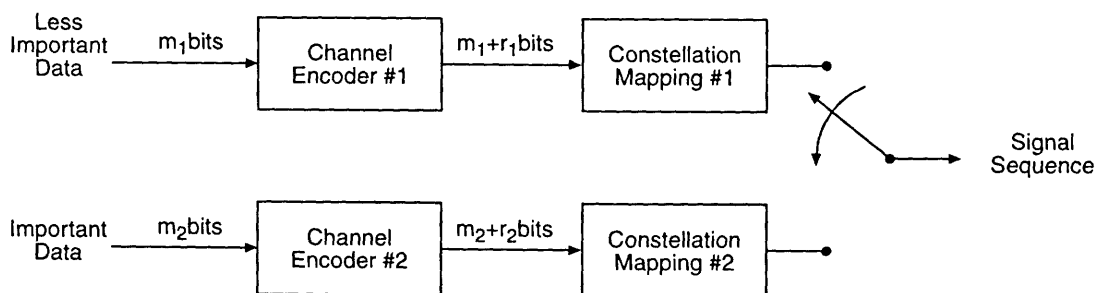 Less
Important
Data
m1bits
Channel
Encoder #1
m1+r1bits
Constellation
Mapping #1
Signal
Sequence
Important
Data
m2bits
Channel
Encoder #2
m2+r2bits
Constellation
Mapping #2